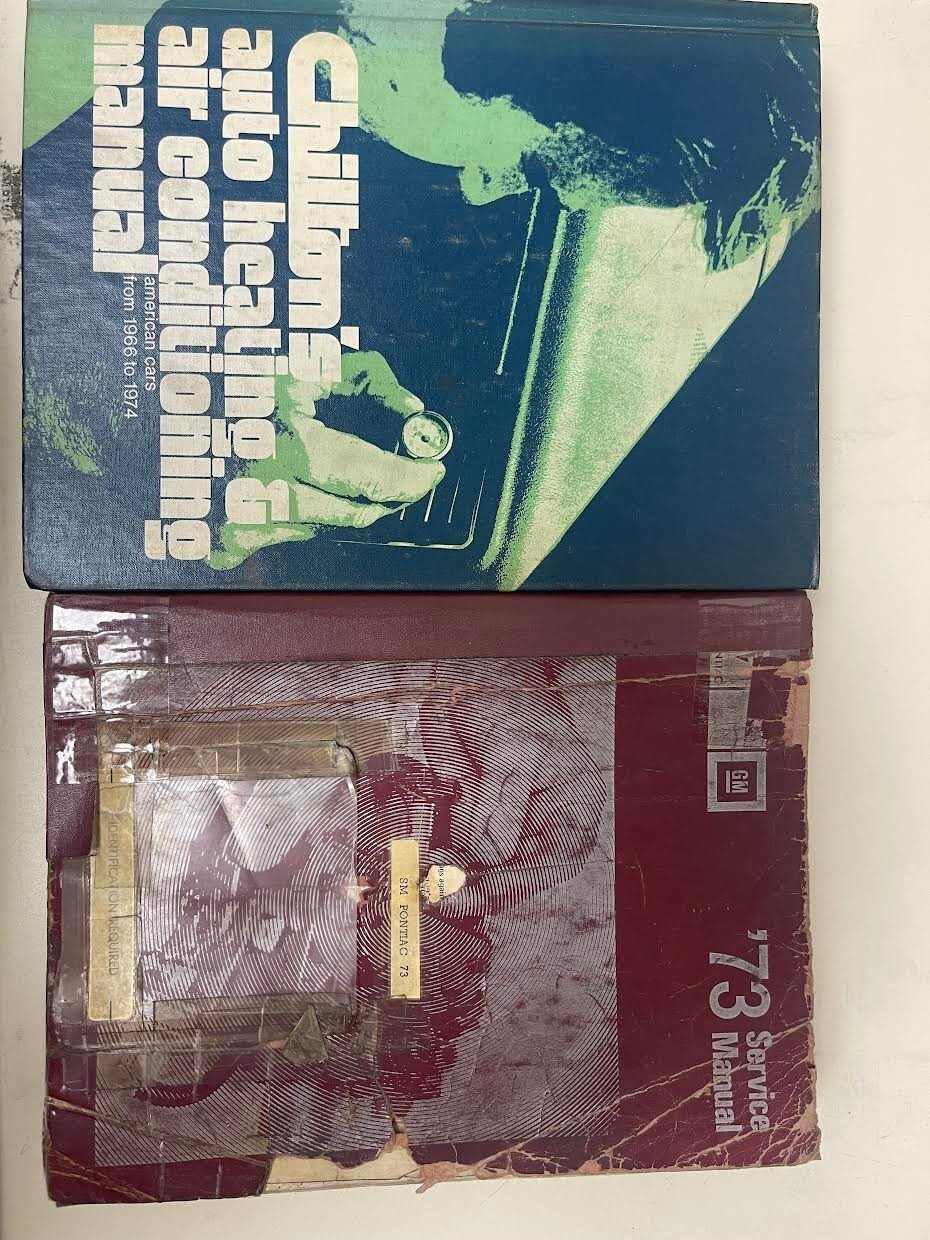 Chilton's
auto heating &
air conditioning
manual
american cars
from 1966 to 1974
GM
'73 Service
Manual
SM PONTIAC 73
IDENTIFICATION REQUIRED